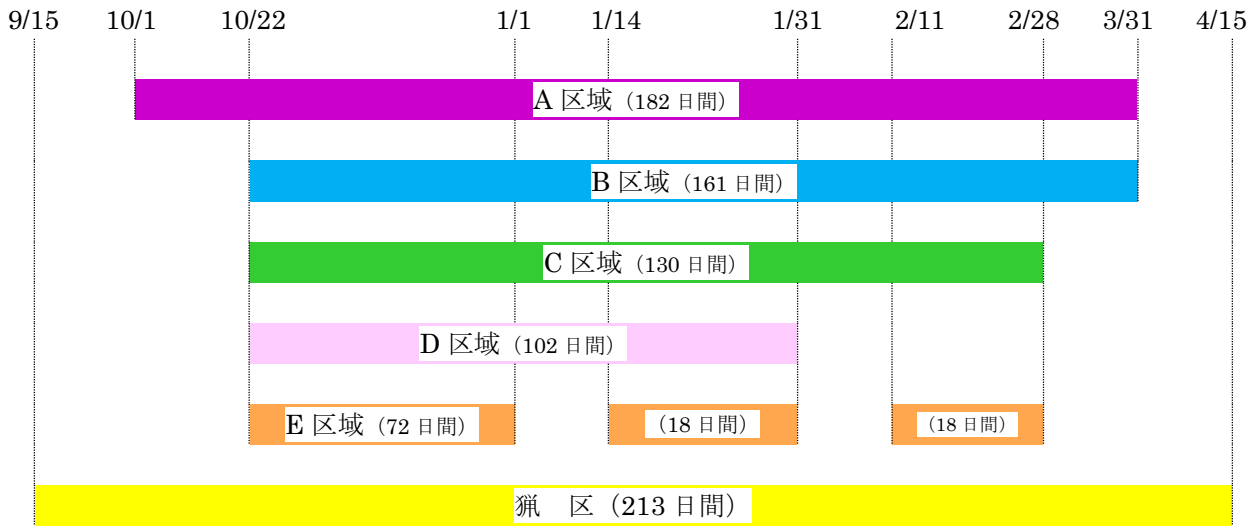 9/15 10/1 10/22 1/1 1/14 1/31 2/11 2/28 3/31 4/15
A 区域（182 日間）
B 区域（161 日間）
C 区域（130 日間）
D 区域（102 日間）
E 区域（72 日間） （18 日間） （18 日間）
猟　区（213 日間）